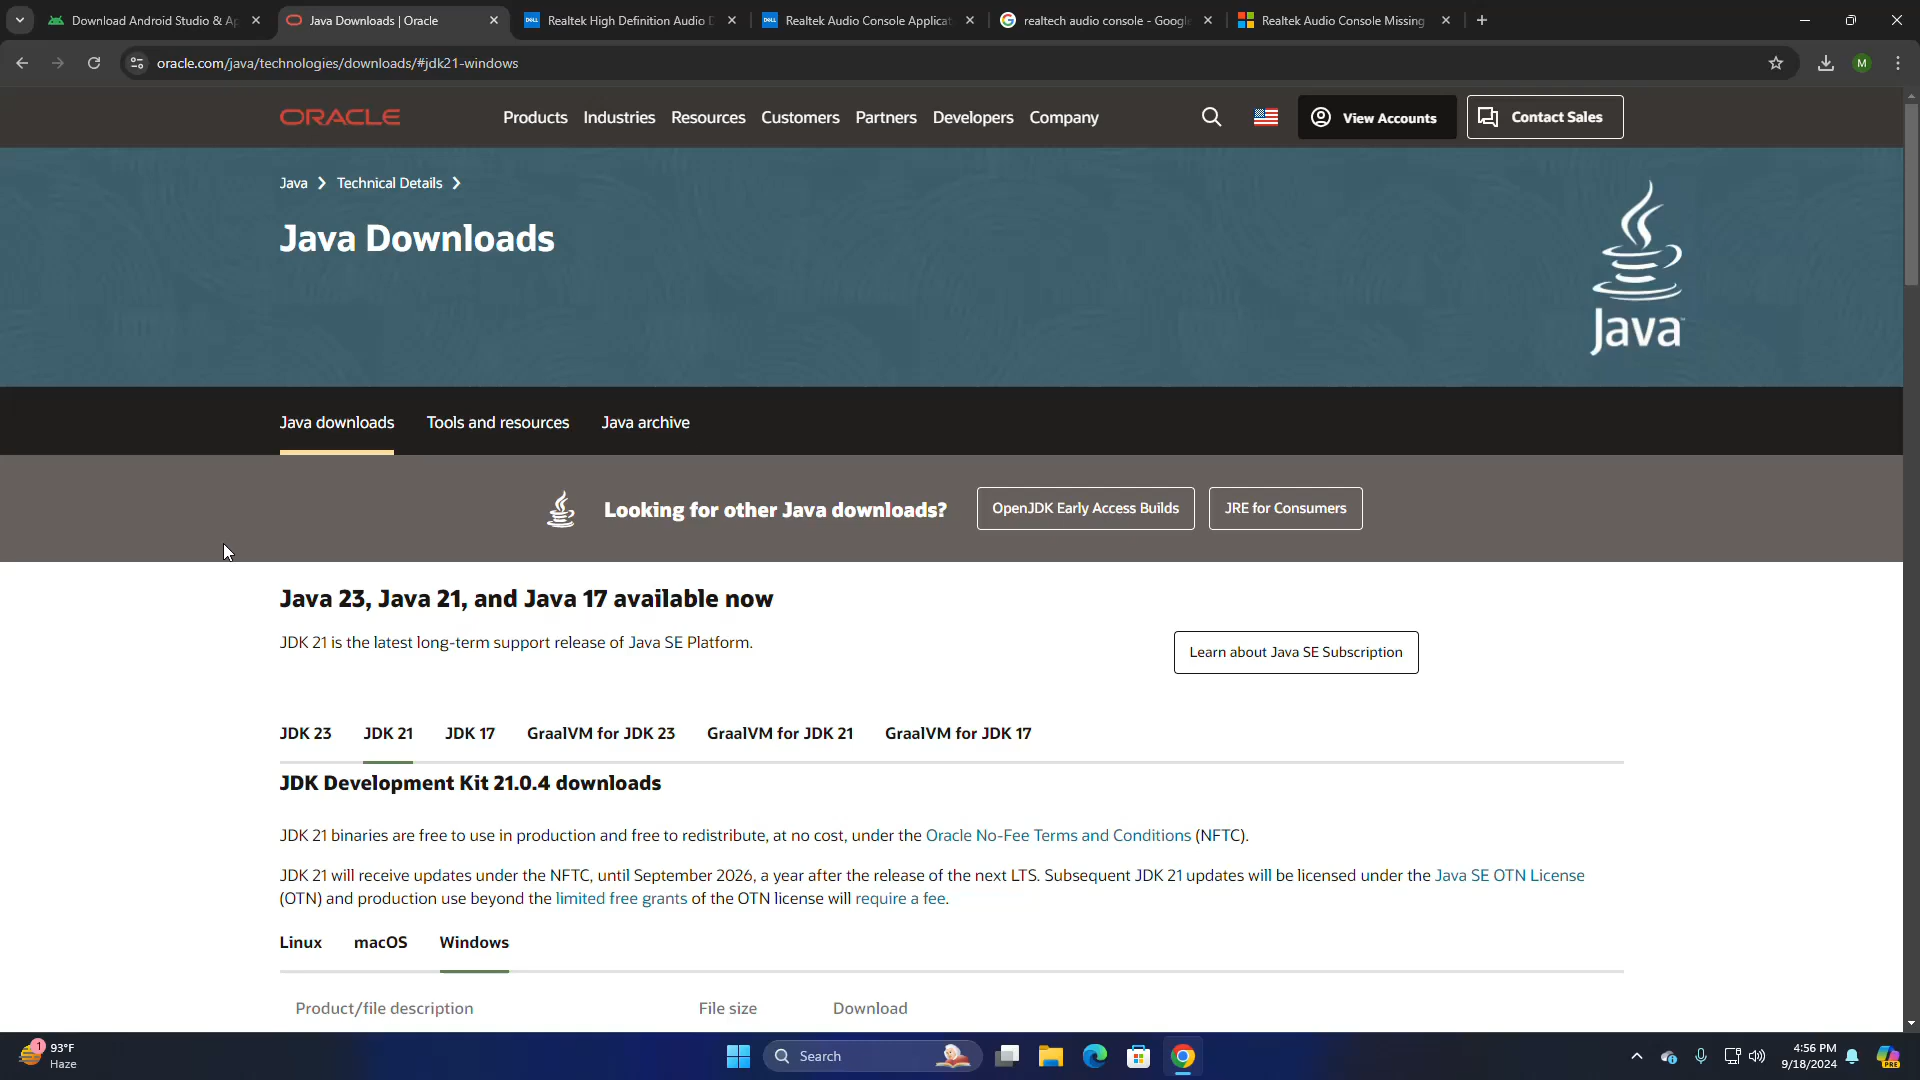 Download Android Studio & Ap
Java Downloads | Oracle
Realtek High Definition Audio D
Realtek Audio Console Applicat
realtech audio console - Google
Realtek Audio Console Missing
oracle.com/java/technologies/downloads/#jdk21-windows
M
ORACLE
Products Industries Resources Customers Partners Developers Company
View Accounts
Contact Sales
Java Technical Details
Java Downloads
Java
Java downloads Tools and resources Java archive
Looking for other Java downloads?
OpenJDK Early Access Builds
JRE for Consumers
Java 23, Java 21, and Java 17 available now
JDK 21 is the latest long-term support release of Java SE Platform.
Learn about Java SE Subscription
JDK 23 JDK 21 JDK 17 GraalVM for JDK 23 GraalVM for JDK 21 GraalVM for JDK 17
JDK Development Kit 21.0.4 downloads
JDK 21 binaries are free to use in production and free to redistribute, at no cost, under the Oracle No-Fee Terms and Conditions (NFTC).
JDK 21 will receive updates under the NFTC, until September 2026, a year after the release of the next LTS. Subsequent JDK 21 updates will be licensed under the Java SE OTN License
(OTN) and production use beyond the limited free grants of the OTN license will require a fee.
Linux macOS Windows
Product/file description File size Download
1
93°F
Haze
Search
4:56 PM
9/18/2024
PRE